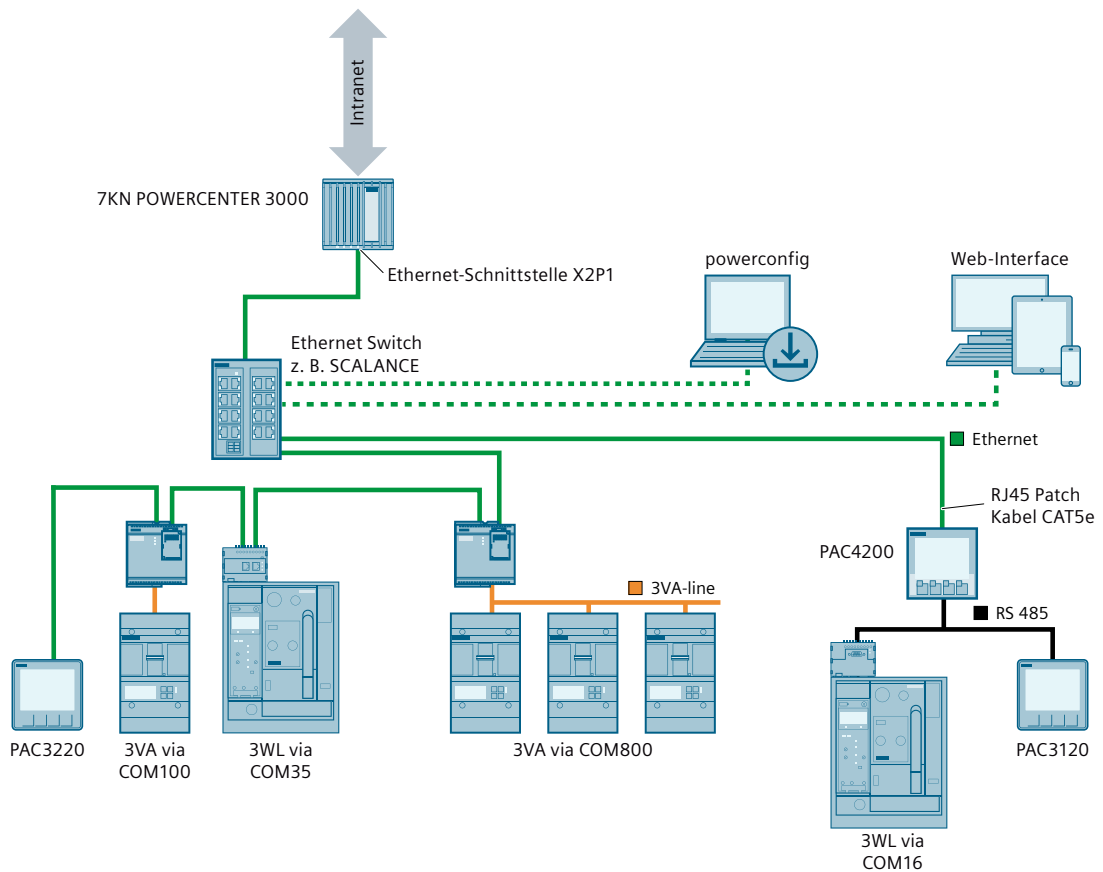 Intranet
7KN POWERCENTER 3000
Ethernet-Schnittstelle X2P1
powerconfig
Web-Interface
Ethernet Switch
z. B. SCALANCE
Ethernet
RJ45 Patch
Kabel CAT5e
PAC4200
3VA-line
RS 485
PAC3220
3VA via
COM100
3WL via
COM35
3VA via COM800
PAC3120
3WL via
COM16